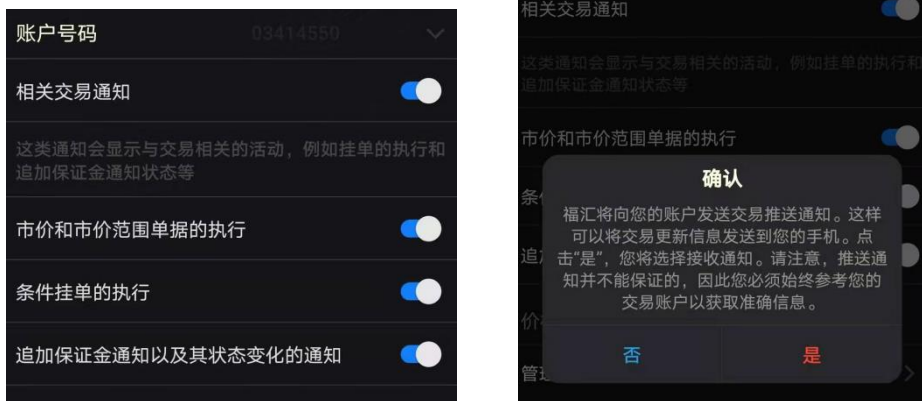 账户号码 03414550
相关交易通知
这类通知会显示与交易相关的活动，例如挂单的执行和
追加保证金通知状态等
市价和市价范围单据的执行
条件挂单的执行
追加保证金通知以及其状态变化的通知
相关交易通知
这类通知会显示与交易相关的活动，例如挂单的执行和
追加保证金通知状态等
市价和市价范围单据的执行
确认
福汇将向您的账户发送交易推送通知。这样
可以将交易更新信息发送到您的手机。点
击“是”，您将选择接收通知。请注意，推送通
知并不能保证的，因此您必须始终参考您的
交易账户以获取准确信息。
否 是
条
追
价
管理